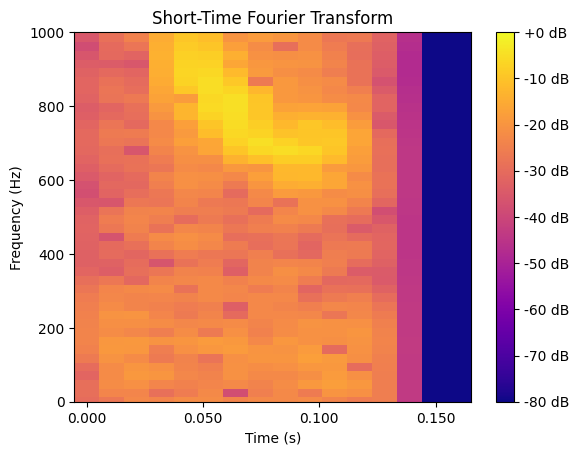 Short-Time Fourier Transform
1000
800
600
400
200
0
Frequency (Hz)
0.000
0.050
0.100
0.150
Time (s)
+0 dB
-10 dB
-20 dB
-30 dB
-40 dB
-50 dB
-60 dB
-70 dB
-80 dB